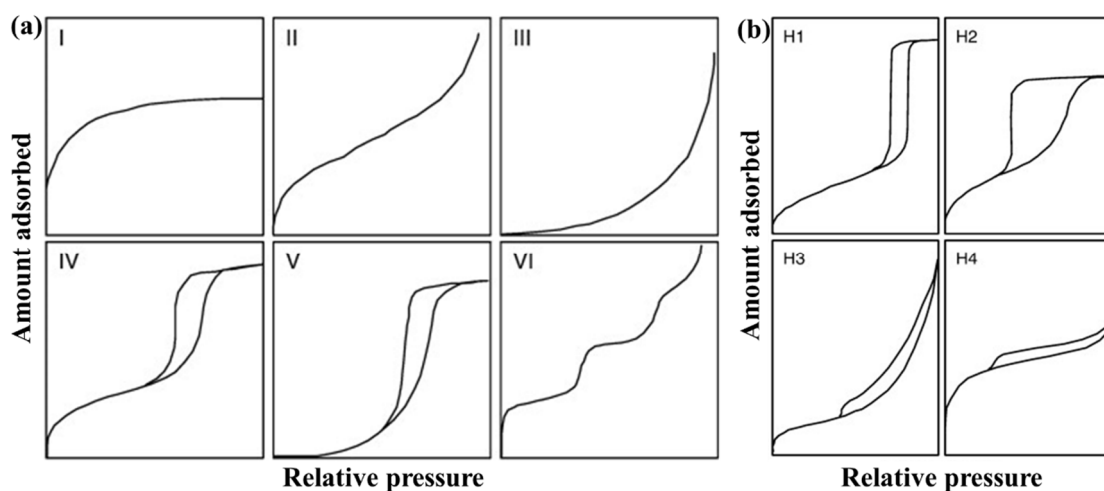 (a)
Amount adsorbed
I
II
III
IV
V
VI
Relative pressure
(b)
Amount adsorbed
H1
H2
H3
H4
Relative pressure